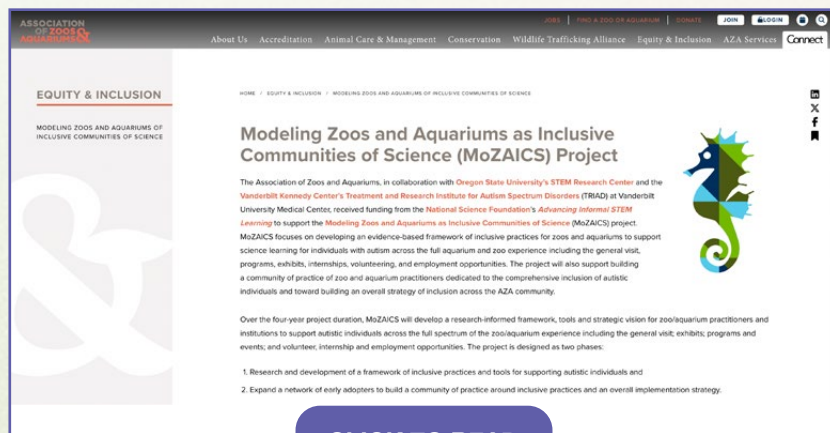 ASSOCIATION
OF ZOOS
AQUARIUMS &
JOBS | FIND A ZOO OR AQUARIUM | DONATE JOIN LOGIN
About Us Accreditation Animal Care & Management Conservation Wildlife Trafficking Alliance Equity & Inclusion AZA Services Connect
EQUITY & INCLUSION
MODELING ZOOS AND AQUARIUMS OF
INCLUSIVE COMMUNITIES OF SCIENCE
&
HOME / EQUITY & INCLUSION / MODELING ZOOS AND AQUARIUMS OF INCLUSIVE COMMUNITIES OF SCIENCE
Modeling Zoos and Aquariums as Inclusive
Communities of Science (MoZAICS) Project
The Association of Zoos and Aquariums, in collaboration with Oregon State University's STEM Research Center and the
Vanderbilt Kennedy Center's Treatment and Research Institute for Autism Spectrum Disorders (TRIAD) at Vanderbilt
University Medical Center, received funding from the National Science Foundation's Advancing Informal STEM
Learning to support the Modeling Zoos and Aquariums as Inclusive Communities of Science (MoZAICS) project.
MoZAICS focuses on developing an evidence-based framework of inclusive practices for zoos and aquariums to support
science learning for individuals with autism across the full aquarium and zoo experience including the general visit,
programs, exhibits, internships, volunteering, and employment opportunities. The project will also support building
a community of practice of zoo and aquarium practitioners dedicated to the comprehensive inclusion of autistic
individuals and toward building an overall strategy of inclusion across the AZA community.
Over the four-year project duration, MoZAICS will develop a research-informed framework, tools and strategic vision for zoo/aquarium practitioners and
institutions to support autistic individuals across the full spectrum of the zoo/aquarium experience including the general visit; exhibits; programs and
events; and volunteer, internship and employment opportunities. The project is designed as two phases:
1. Research and development of a framework of inclusive practices and tools for supporting autistic individuals and
2. Expand a network of early adopters to build a community of practice around inclusive practices and an overall implementation strategy.